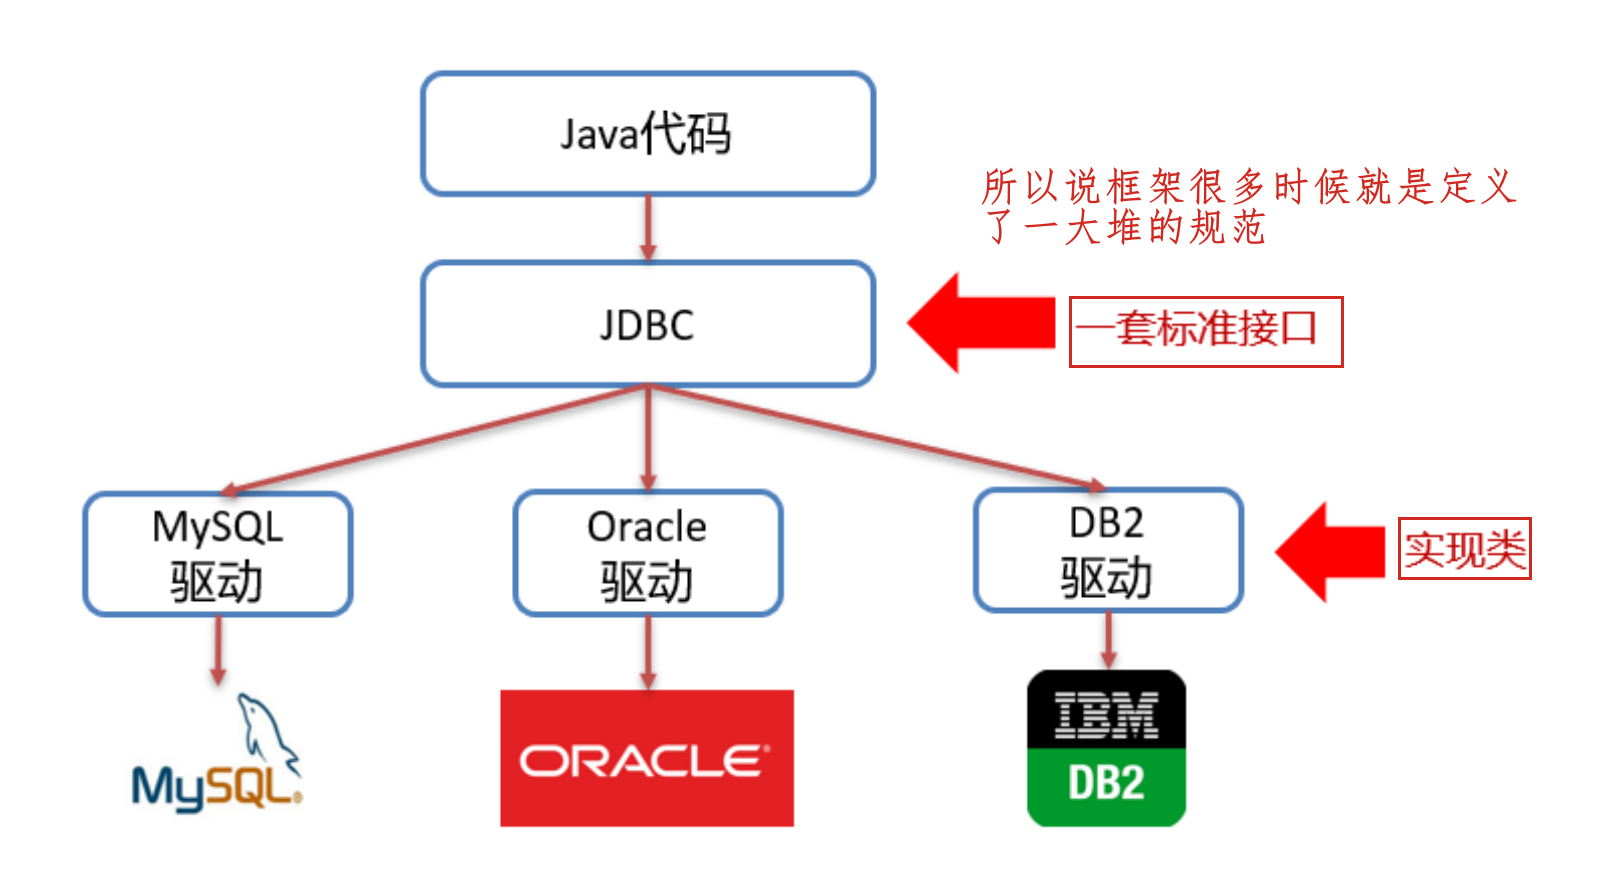 Java代码
所以说框架很多时候就是定义
了一大堆的规范
JDBC
一套标准接口
MySQL
驱动
Oracle
驱动
DB2
驱动
实现类
MySQL®
ORACLE®
IBM
DB2